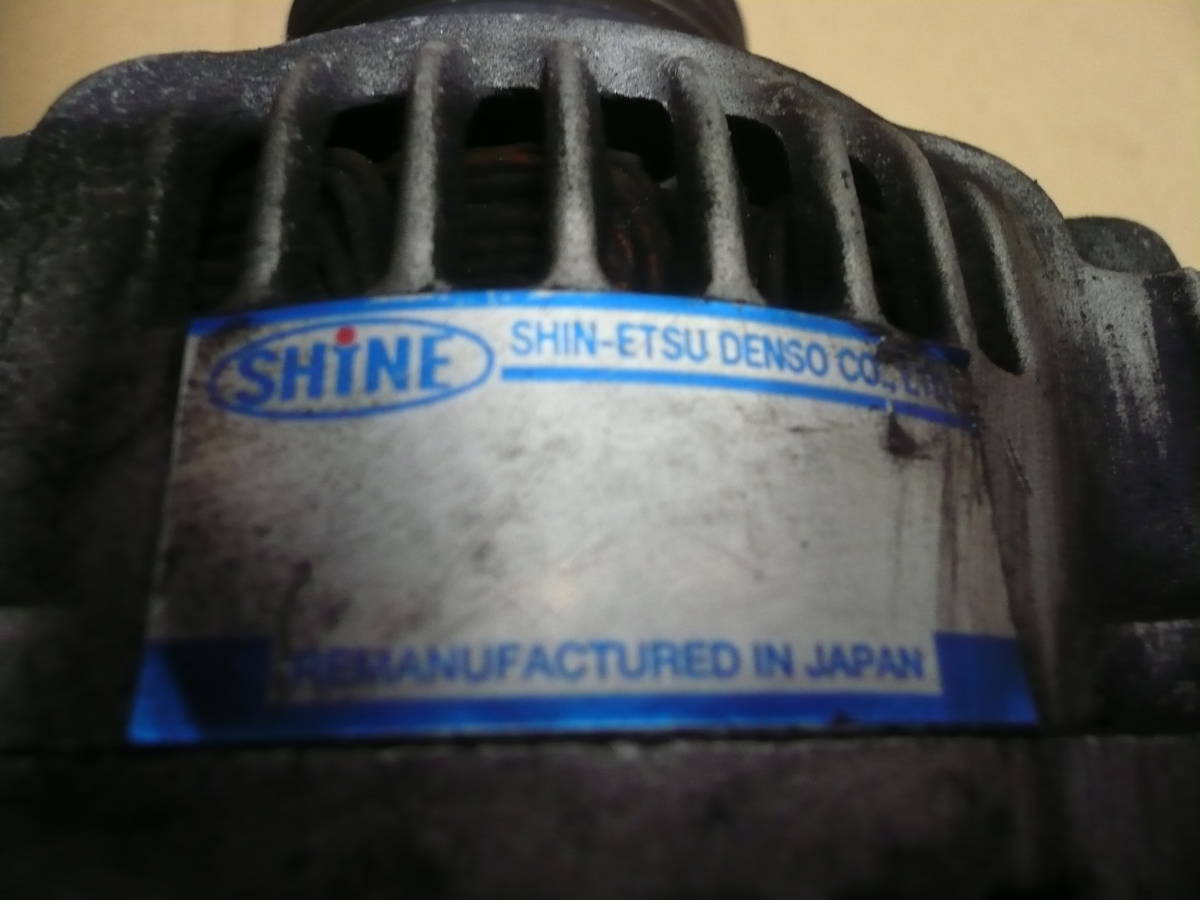 SHiNE
SHIN-ETSU DENSO CO., LTD.
REMANUFACTURED IN JAPAN